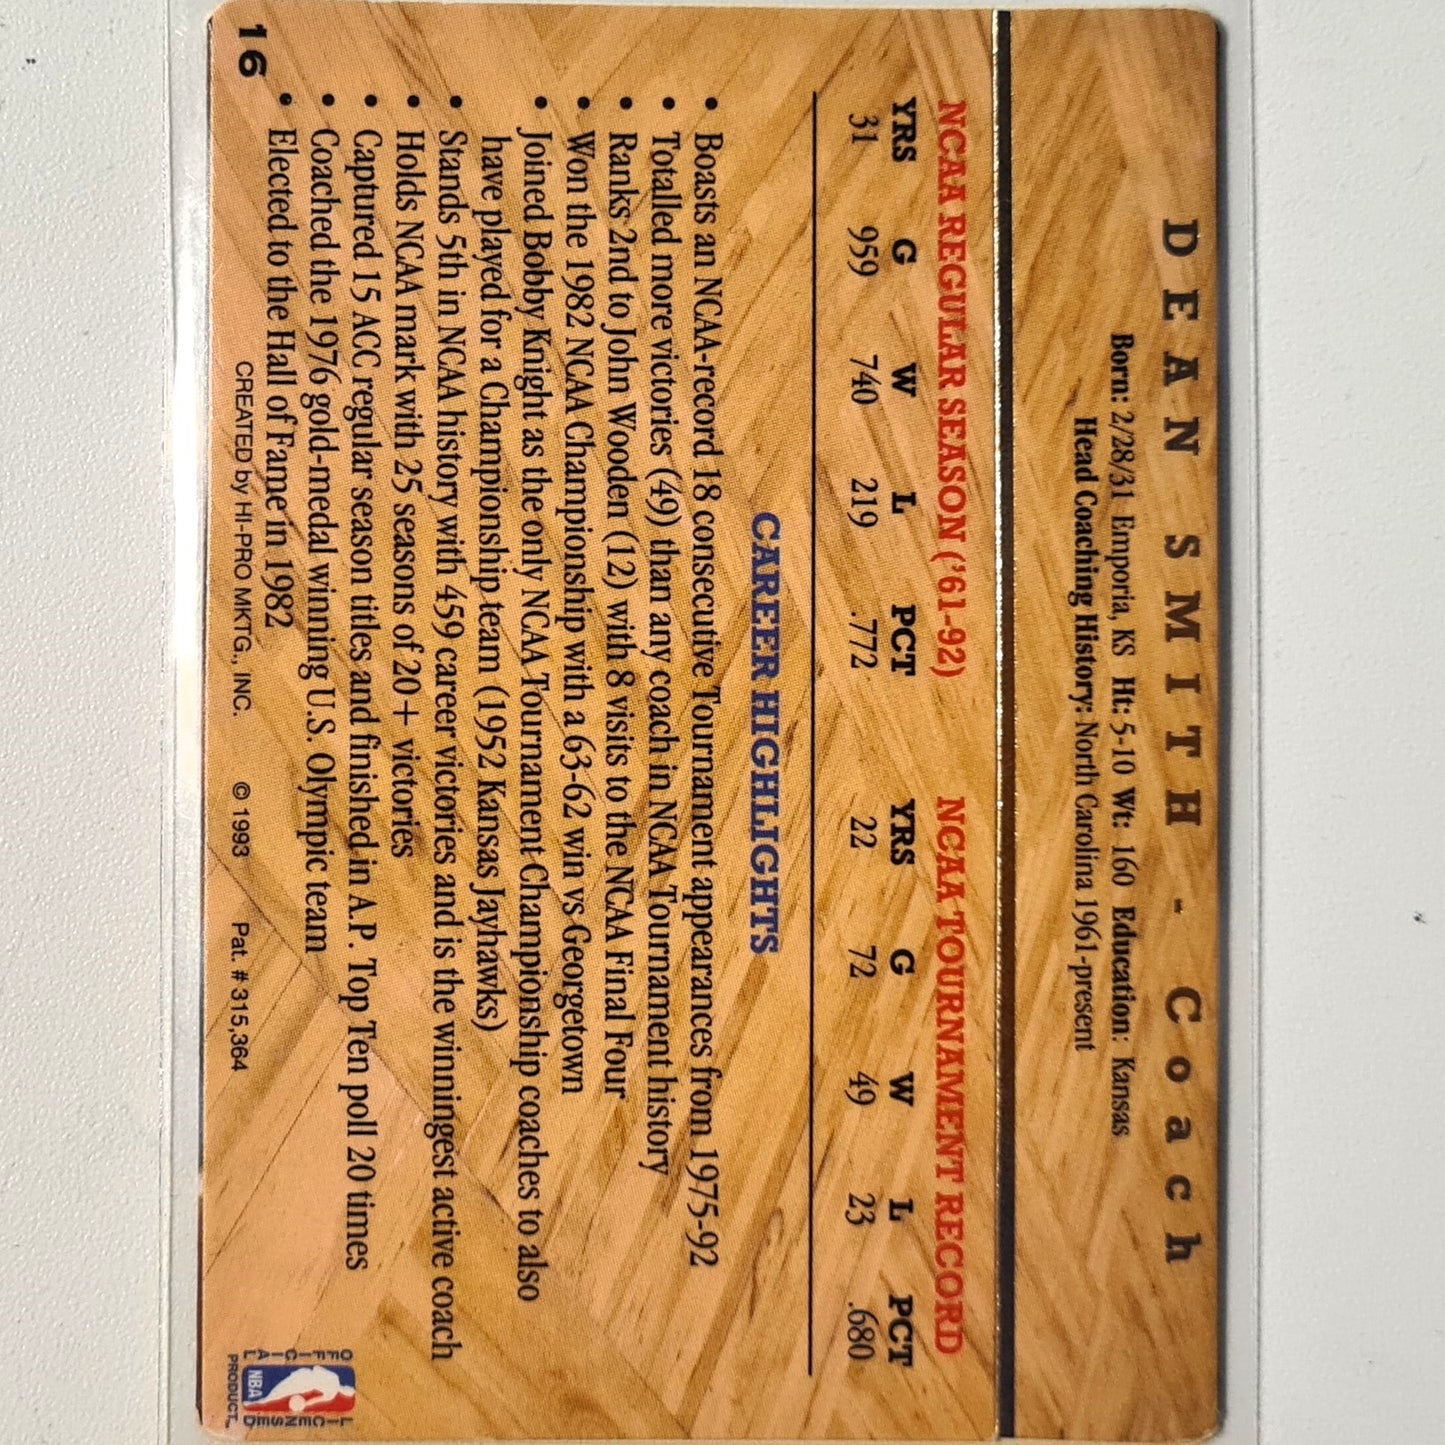 DEAN SMITH - Coach
Born: 2/28/31 Emporia, KS Ht: 5-10 Wt: 160 Education: Kansas
Head Coaching History: North Carolina 1961-present
NCAA REGULAR SEASON ('61-92) NCAA TOURNAMENT RECORD
YRS G W L PCT YRS G W L PCT
31 959 740 219 .772 22 72 49 23 .680
CAREER HIGHLIGHTS
• Boasts an NCAA-record 18 consecutive Tournament appearances from 1975-92
• Totalled more victories (49) than any coach in NCAA Tournament history
• Ranks 2nd to John Wooden (12) with 8 visits to the NCAA Final Four
• Won the 1982 NCAA Championship with a 63-62 win vs Georgetown
• Joined Bobby Knight as the only NCAA Tournament Championship coaches to also
have played for a Championship team (1952 Kansas Jayhawks)
• Stands 5th in NCAA history with 459 career victories and is the winningest active coach
• Holds NCAA mark with 25 seasons of 20+ victories
• Captured 15 ACC regular season titles and finished in A.P. Top Ten poll 20 times
• Coached the 1976 gold-medal winning U.S. Olympic team
• Elected to the Hall of Fame in 1982
16 CREATED by HI-PRO MKTG., INC. © 1993 Pat. #315,364
OFFICIAL LICENSED
NBA
PRODUCT™